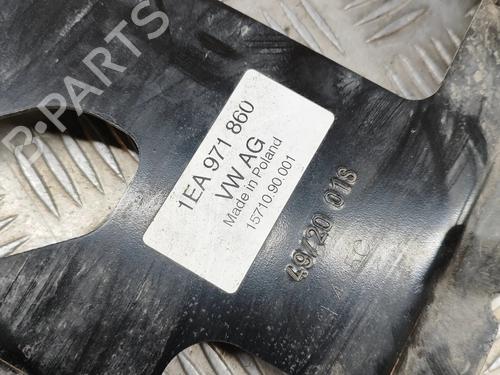 B-PARTS
1EA 971 860
VW AG
Made in Poland
15710.90.001
49/20 01S